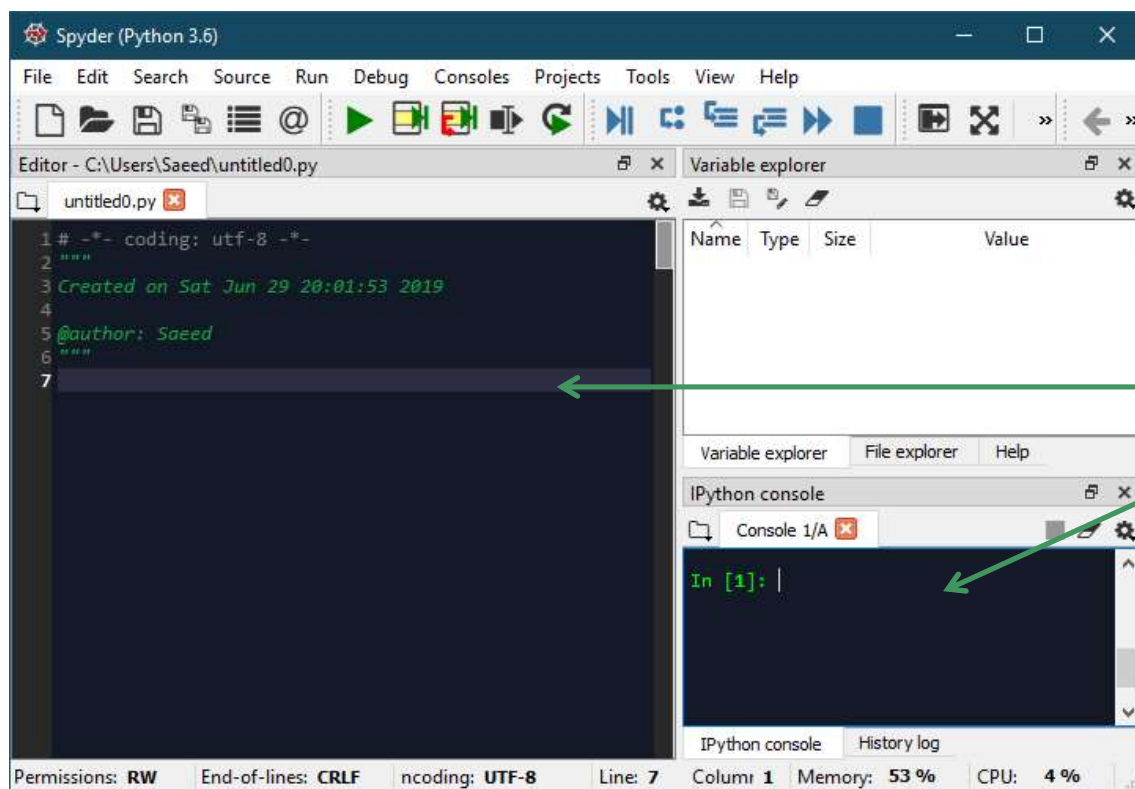 Spyder (Python 3.6)
File Edit Search Source Run Debug Consoles Projects Tools View Help
@ » »
Editor - C:\Users\Saeed\untitled0.py
untitled0.py
1 # -*- coding: utf-8 -*-
2 """
3 Created on Sat Jun 29 20:01:53 2019
4
5 @author: Saeed
6 """
7
Variable explorer
Name Type Size Value
Variable explorer File explorer Help
IPython console
Console 1/A
In [1]:
IPython console History log
Permissions: RW End-of-lines: CRLF ncoding: UTF-8 Line: 7 Colum 1 Memory: 53 % CPU: 4 %